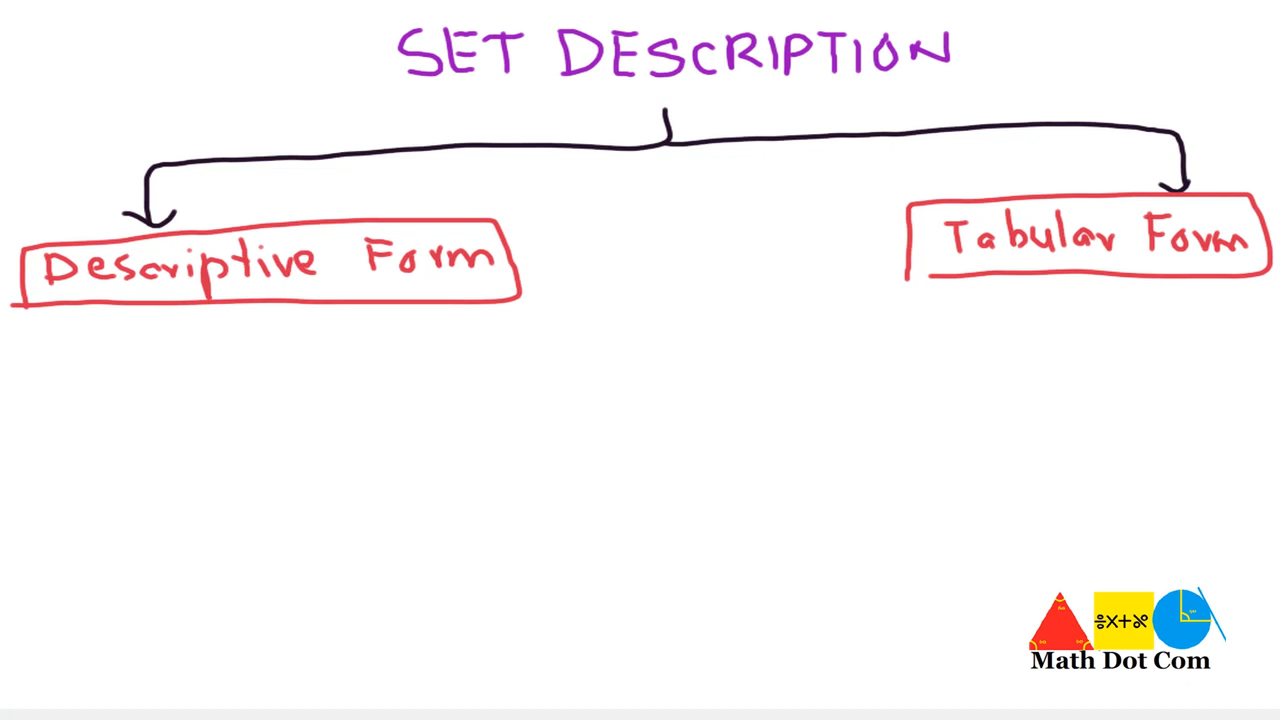 SET DESCRIPTION
Descriptive Form
Tabular Form
÷x+%
Math Dot Com